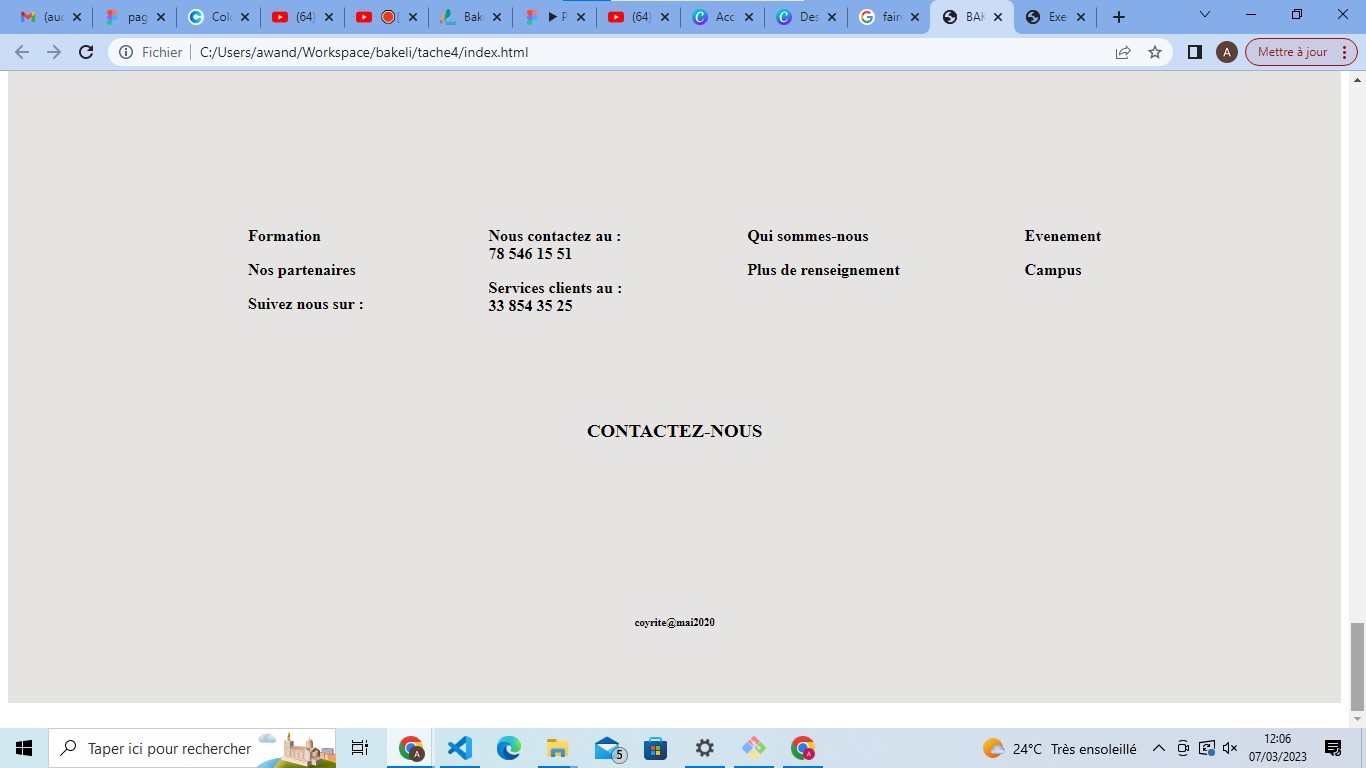 (auc
pag
Colo
(64)
[
Bake
▶ P
(64)
Acc
Des
fair
BAK
Exe
Fichier
C:/Users/awand/Workspace/bakeli/tache4/index.html
A
Mettre à jour
Formation
Nos partenaires
Suivez nous sur :
Nous contactez au :
78 546 15 51
Services clients au :
33 854 35 25
Qui sommes-nous
Plus de renseignement
Evenement
Campus
CONTACTEZ-NOUS
coyrite@mai2020
Taper ici pour rechercher
5
24°C Très ensoleillé
12:06
07/03/2023